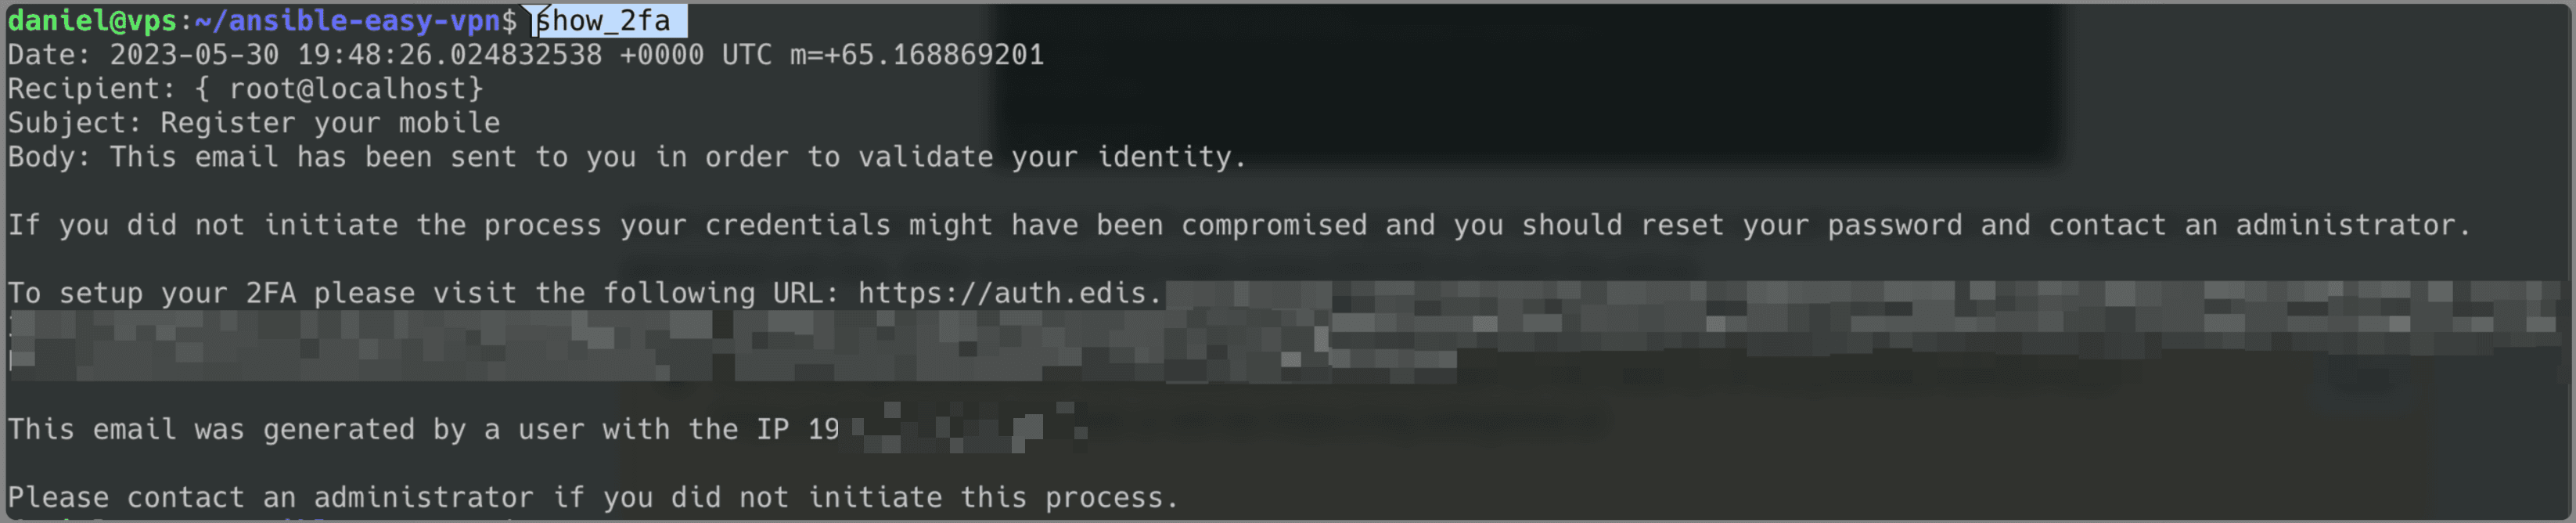 daniel@vps:~/ansible-easy-vpn$ show_2fa
Date: 2023-05-30 19:48:26.024832538 +0000 UTC m=+65.168869201
Recipient: { root@localhost}
Subject: Register your mobile
Body: This email has been sent to you in order to validate your identity.
If you did not initiate the process your credentials might have been compromised and you should reset your password and contact an administrator.
To setup your 2FA please visit the following URL: https://auth.edis.
This email was generated by a user with the IP 19
Please contact an administrator if you did not initiate this process.